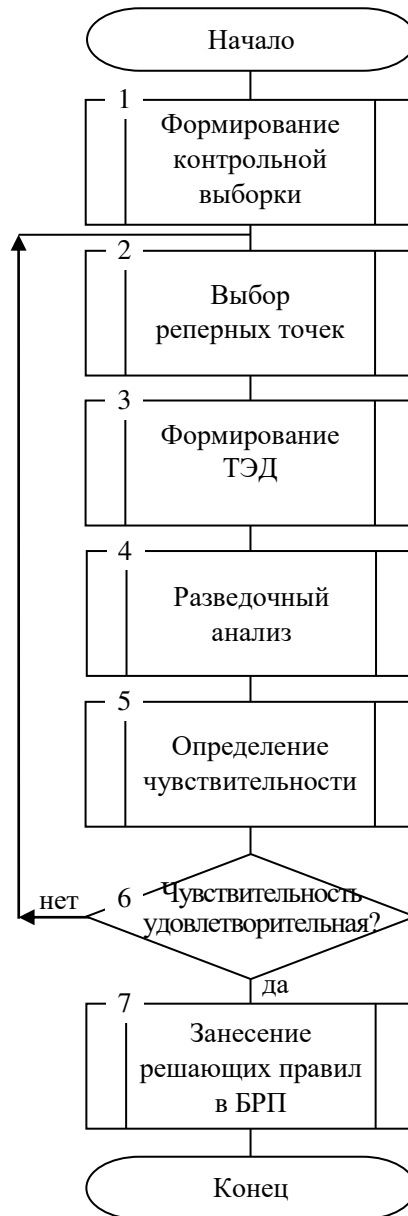 Начало
1
Формирование
контрольной
выборки
2
Выбор
реперных точек
3
Формирование
ТЭД
4
Разведочный
анализ
5
Определение
чувствительности
нет
6
Чувствительность
удовлетворительная?
да
7
Занесение
решающих правил
в БРП
Конец